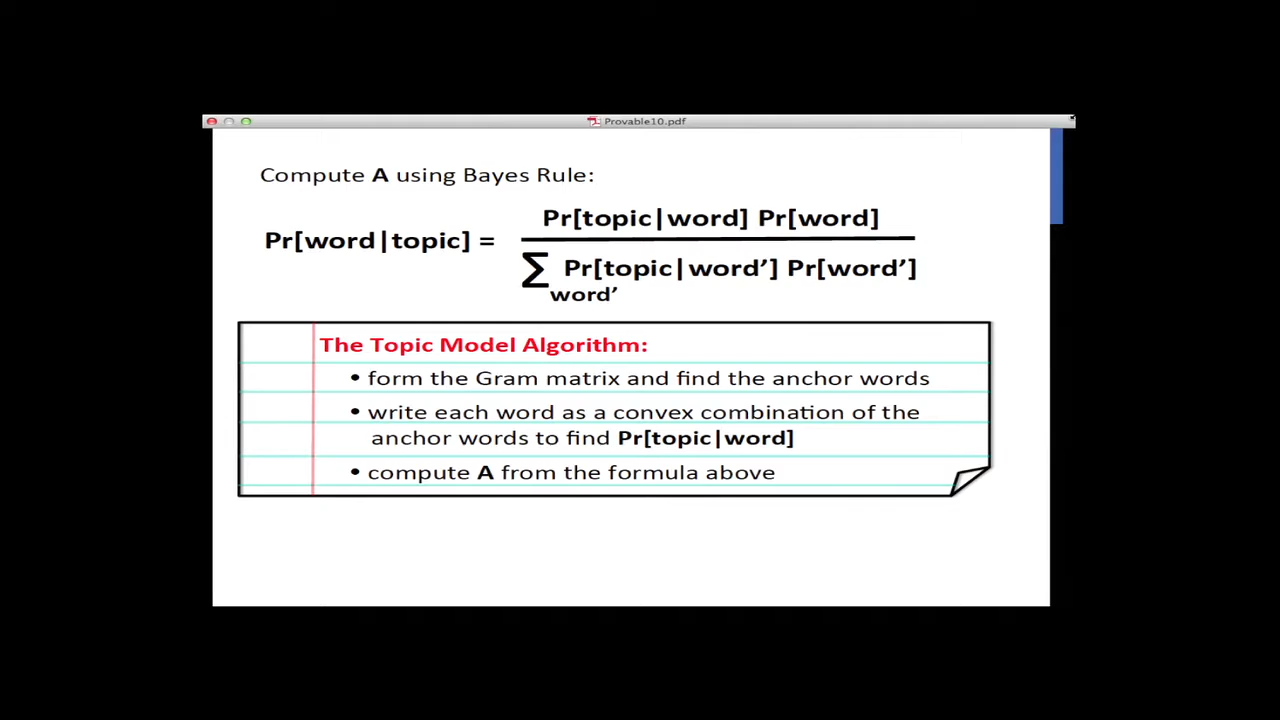 Provable10.pdf
Compute A using Bayes Rule:
Pr[topic|word] Pr[word]
Pr[word|topic] =
∑ Pr[topic|word’] Pr[word’]
word’
The Topic Model Algorithm:
• form the Gram matrix and find the anchor words
• write each word as a convex combination of the
anchor words to find Pr[topic|word]
• compute A from the formula above